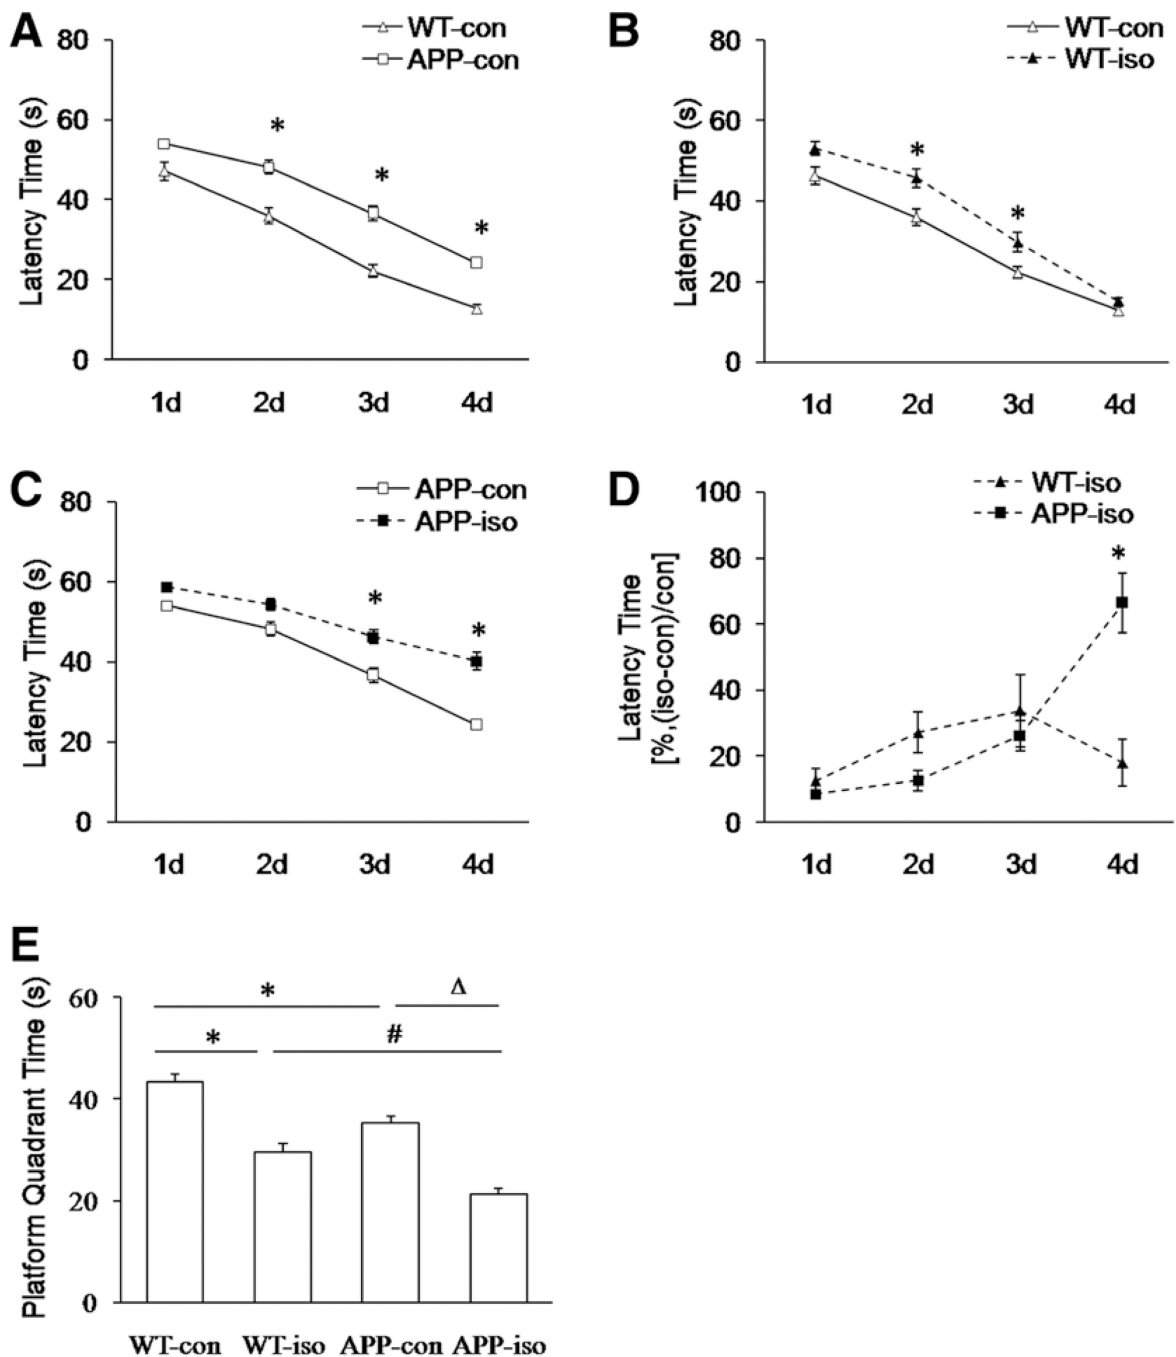 A
WT-con
APP-con
Latency Time (s)
80
60
40
20
0
*
*
*
1d 2d 3d 4d
B
WT-con
WT-iso
Latency Time (s)
80
60
40
20
0
*
*
1d 2d 3d 4d
C
APP-con
APP-iso
Latency Time (s)
80
60
40
20
0
*
*
1d 2d 3d 4d
D
WT-iso
APP-iso
Latency Time
[%,(iso-con)/con]
100
80
60
40
20
0
*
1d 2d 3d 4d
E
Platform Quadrant Time (s)
60
40
20
0
* Δ
* #
WT-con WT-iso APP-con APP-iso